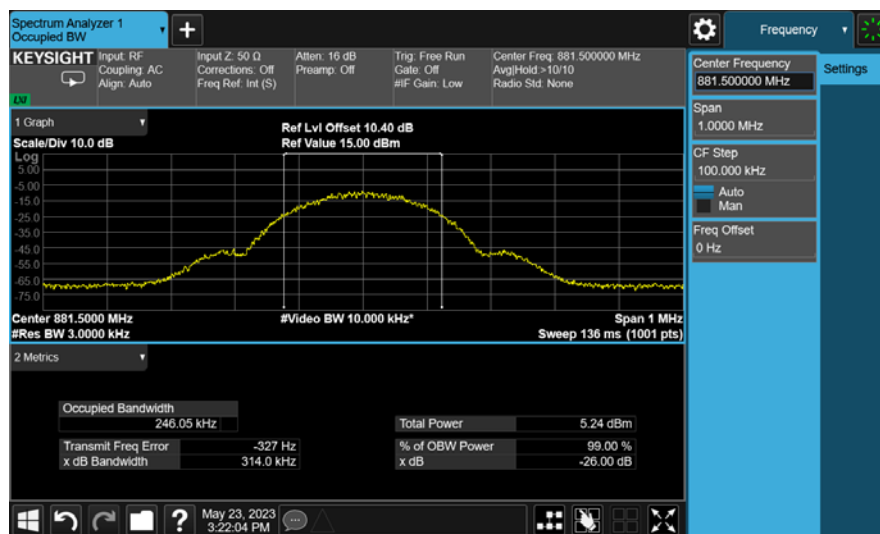 Spectrum Analyzer 1
Occupied BW
+
Frequency
KEYSIGHT
Input: RF
Coupling: AC
Align: Auto
Input Z: 50 Ω
Corrections: Off
Freq Ref: Int (S)
Atten: 16 dB
Preamp: Off
Trig: Free Run
Gate: Off
#IF Gain: Low
Center Freq: 881.500000 MHz
Avg|Hold:>10/10
Radio Std: None
LXI
Center Frequency
881.500000 MHz
Settings
Span
1.0000 MHz
CF Step
100.000 kHz
Auto
Man
Freq Offset
0 Hz
1 Graph
Scale/Div 10.0 dB
Ref Lvl Offset 10.40 dB
Ref Value 15.00 dBm
Log
5.00
-5.00
-15.0
-25.0
-35.0
-45.0
-55.0
-65.0
-75.0
Center 881.5000 MHz
#Res BW 3.0000 kHz
#Video BW 10.000 kHz*
Span 1 MHz
Sweep 136 ms (1001 pts)
2 Metrics
Occupied Bandwidth
246.05 kHz
Transmit Freq Error -327 Hz
x dB Bandwidth 314.0 kHz
Total Power 5.24 dBm
% of OBW Power 99.00 %
x dB -26.00 dB
?
May 23, 2023
3:22:04 PM